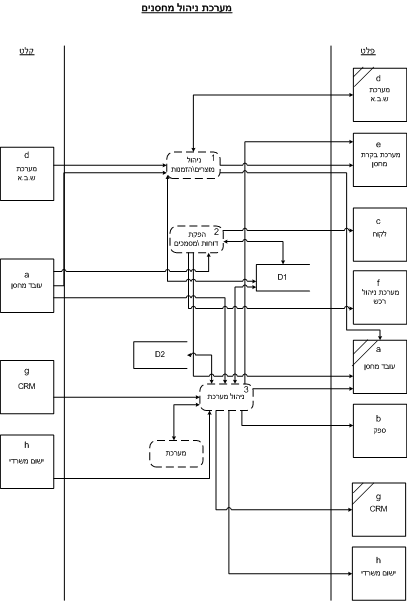 מערכת ניהול מחסנים
קלט
פלט
d
מערכת
ש.ב.א
d
מערכת
ש.ב.א
1
ניהול
מוצרים\הזמנות
e
מערכת בקרת
מחסן
c
לקוח
2
הפקת
דוחות \מסמכים
a
עובד מחסן
D1
f
מערכת ניהול
רכש
D2
a
עובד מחסן
g
CRM
3
ניהול מערכת
b
ספק
h
יישום משרדי
מערכת
g
CRM
h
יישום משרדי